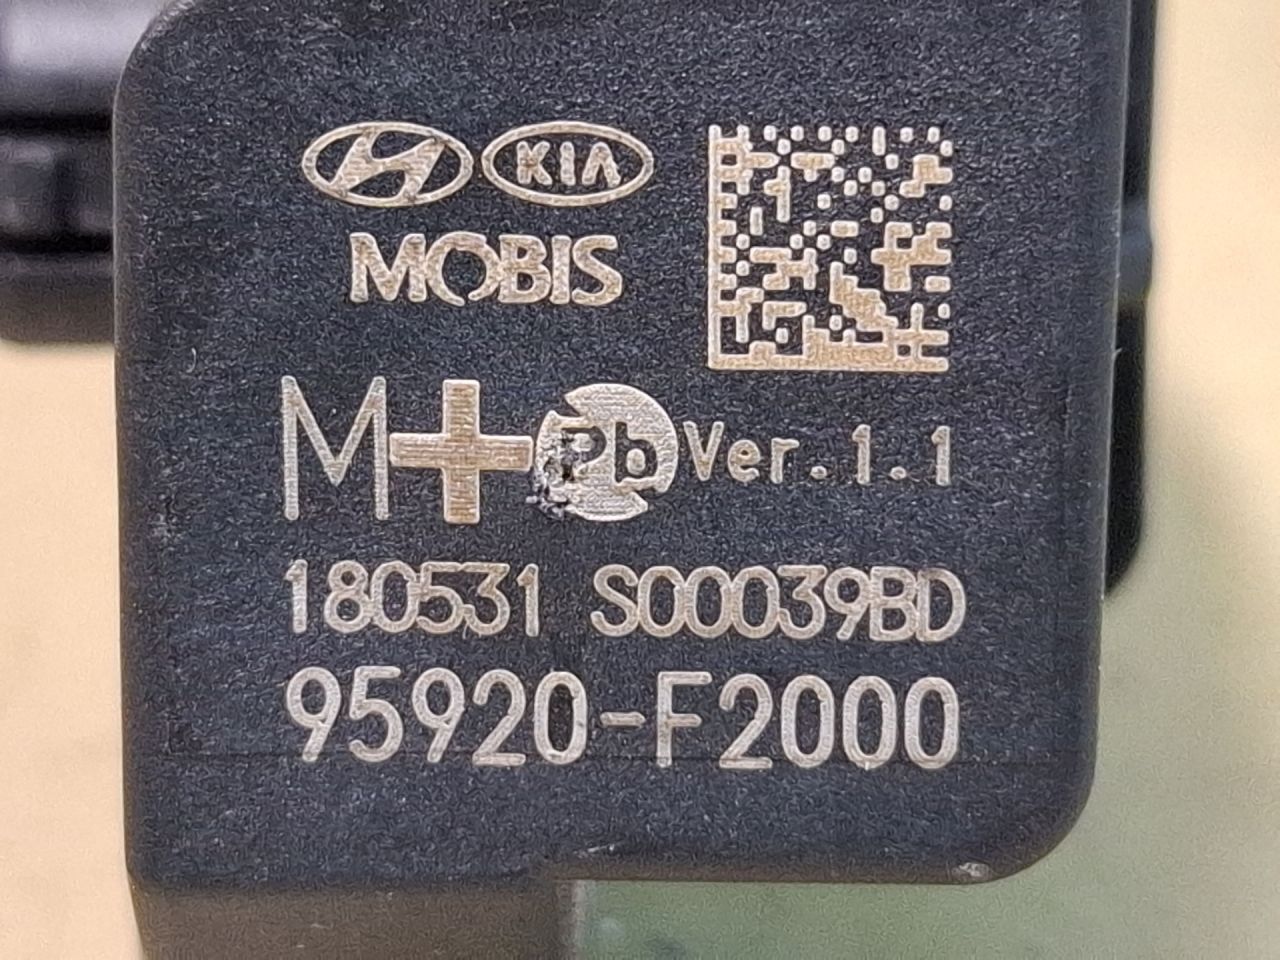 KIA
MOBIS
M+ Pb Ver.1.1
180531 S00039BD
95920-F2000